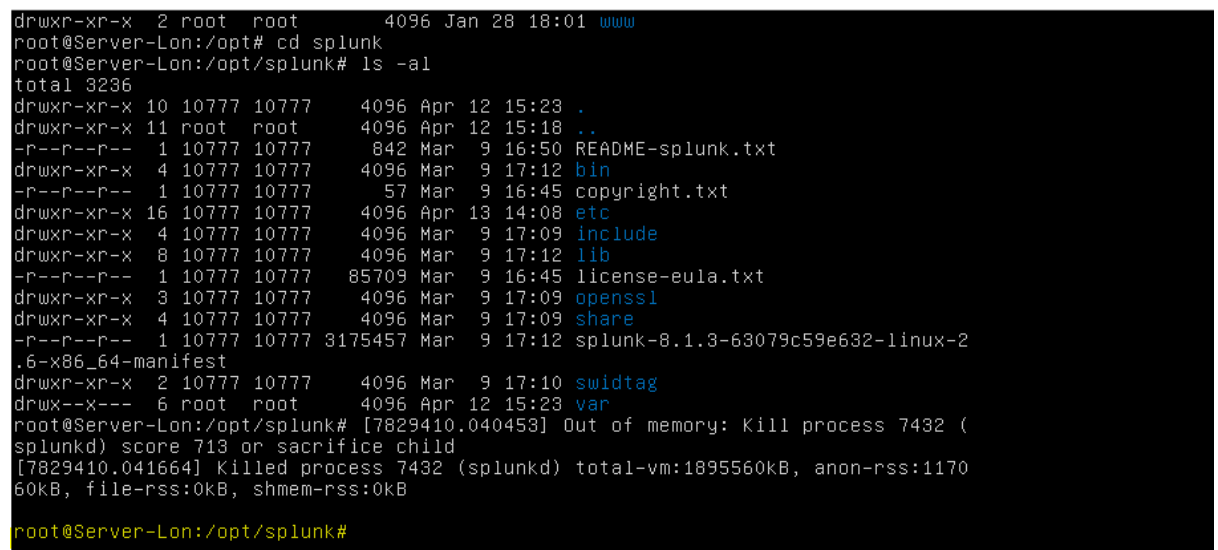 drwxr-xr-x  2 root  root      4096 Jan 28 18:01 www
root@Server-Lon:/opt# cd splunk
root@Server-Lon:/opt/splunk# ls -al
total 3236
drwxr-xr-x 10 10777 10777    4096 Apr 12 15:23 .
drwxr-xr-x 11 root  root     4096 Apr 12 15:18 ..
-r--r--r--  1 10777 10777     842 Mar  9 16:50 README-splunk.txt
drwxr-xr-x  4 10777 10777    4096 Mar  9 17:12 bin
-r--r--r--  1 10777 10777      57 Mar  9 16:45 copyright.txt
drwxr-xr-x 16 10777 10777    4096 Apr 13 14:08 etc
drwxr-xr-x  4 10777 10777    4096 Mar  9 17:09 include
drwxr-xr-x  8 10777 10777    4096 Mar  9 17:12 lib
-r--r--r--  1 10777 10777   85709 Mar  9 16:45 license-eula.txt
drwxr-xr-x  3 10777 10777    4096 Mar  9 17:09 openssl
drwxr-xr-x  4 10777 10777    4096 Mar  9 17:09 share
-r--r--r--  1 10777 10777 3175457 Mar  9 17:12 splunk-8.1.3-63079c59e632-linux-2
.6-x86_64-manifest
drwxr-xr-x  2 10777 10777    4096 Mar  9 17:10 swidtag
drwx--x---  6 root  root     4096 Apr 12 15:23 var
root@Server-Lon:/opt/splunk# [7829410.040453] Out of memory: Kill process 7432 (
splunkd) score 713 or sacrifice child
[7829410.041664] Killed process 7432 (splunkd) total-vm:1895560kB, anon-rss:1170
60kB, file-rss:0kB, shmem-rss:0kB
root@Server-Lon:/opt/splunk#